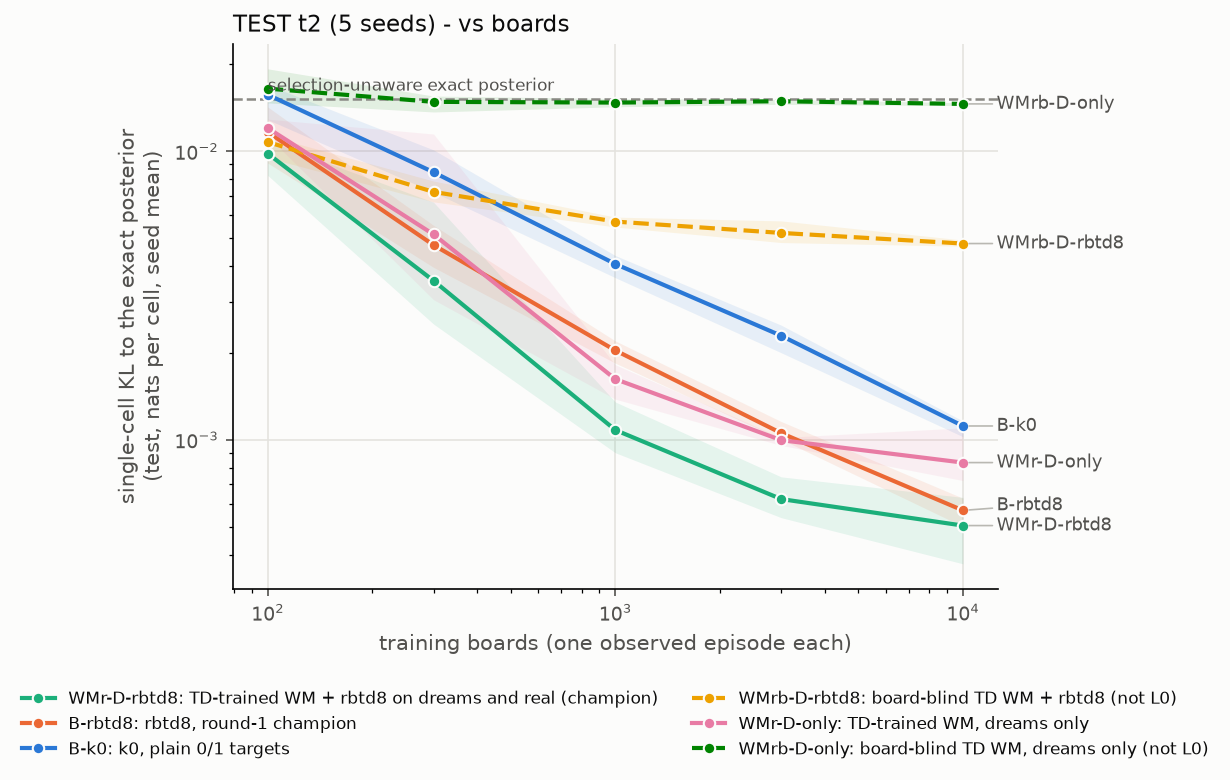 TEST t2 (5 seeds) - vs boards
single-cell KL to the exact posterior
(test, nats per cell, seed mean)
10⁻²
10⁻³
selection-unaware exact posterior
WMrb-D-only
WMrb-D-rbtd8
B-k0
WMr-D-only
B-rbtd8
WMr-D-rbtd8
10²
10³
10⁴
training boards (one observed episode each)
WMr-D-rbtd8: TD-trained WM + rbtd8 on dreams and real (champion)
B-rbtd8: rbtd8, round-1 champion
B-k0: k0, plain 0/1 targets
WMrb-D-rbtd8: board-blind TD WM + rbtd8 (not L0)
WMr-D-only: TD-trained WM, dreams only
WMrb-D-only: board-blind TD WM, dreams only (not L0)